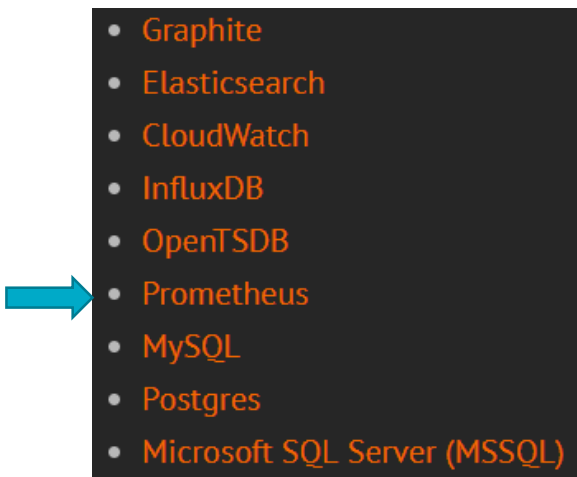 Graphite
Elasticsearch
CloudWatch
InfluxDB
OpenTSDB
Prometheus
MySQL
Postgres
Microsoft SQL Server (MSSQL)